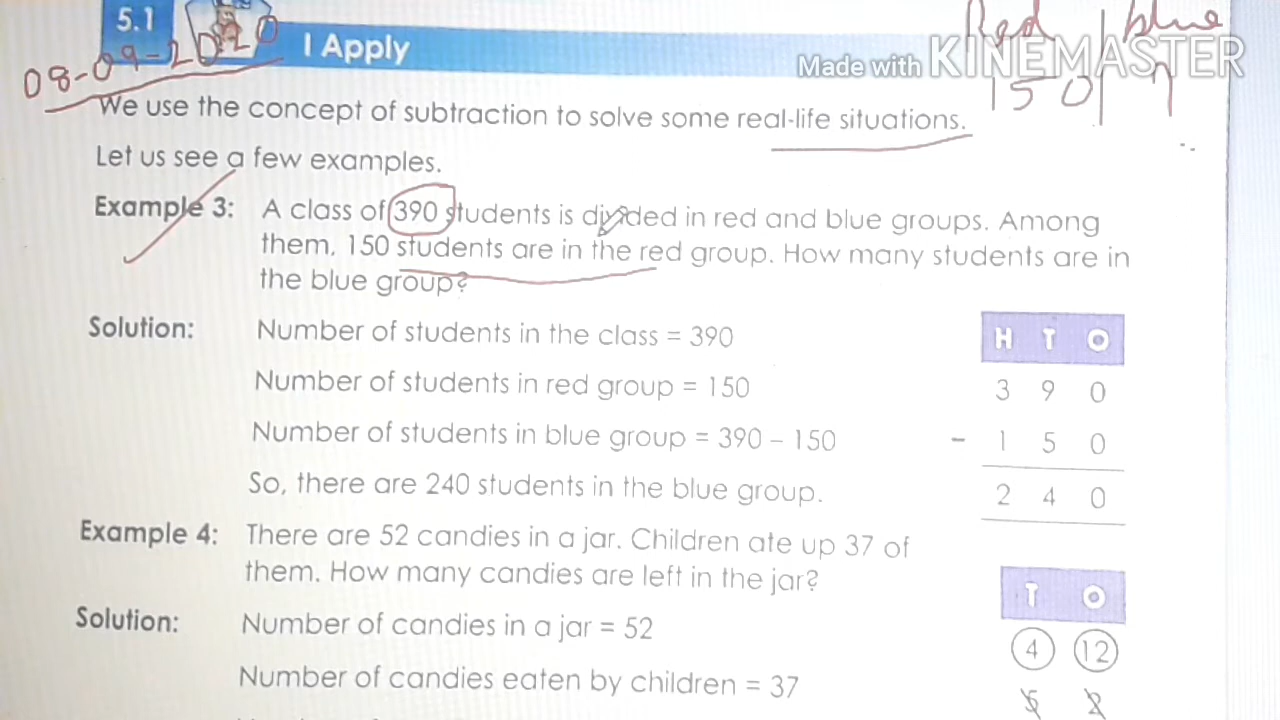 5.1
08-09-2020
I Apply
Red | blue
150 | ?
Made with KINEMASTER
We use the concept of subtraction to solve some real-life situations.
Let us see a few examples.
Example 3: A class of 390 students is divided in red and blue groups. Among
them, 150 students are in the red group. How many students are in
the blue group?
Solution: Number of students in the class = 390
H T O
Number of students in red group = 150
3 9 0
Number of students in blue group = 390 – 150
– 1 5 0
So, there are 240 students in the blue group.
2 4 0
Example 4: There are 52 candies in a jar. Children ate up 37 of
them. How many candies are left in the jar?
T O
Solution: Number of candies in a jar = 52
4 12
Number of candies eaten by children = 37
5 2